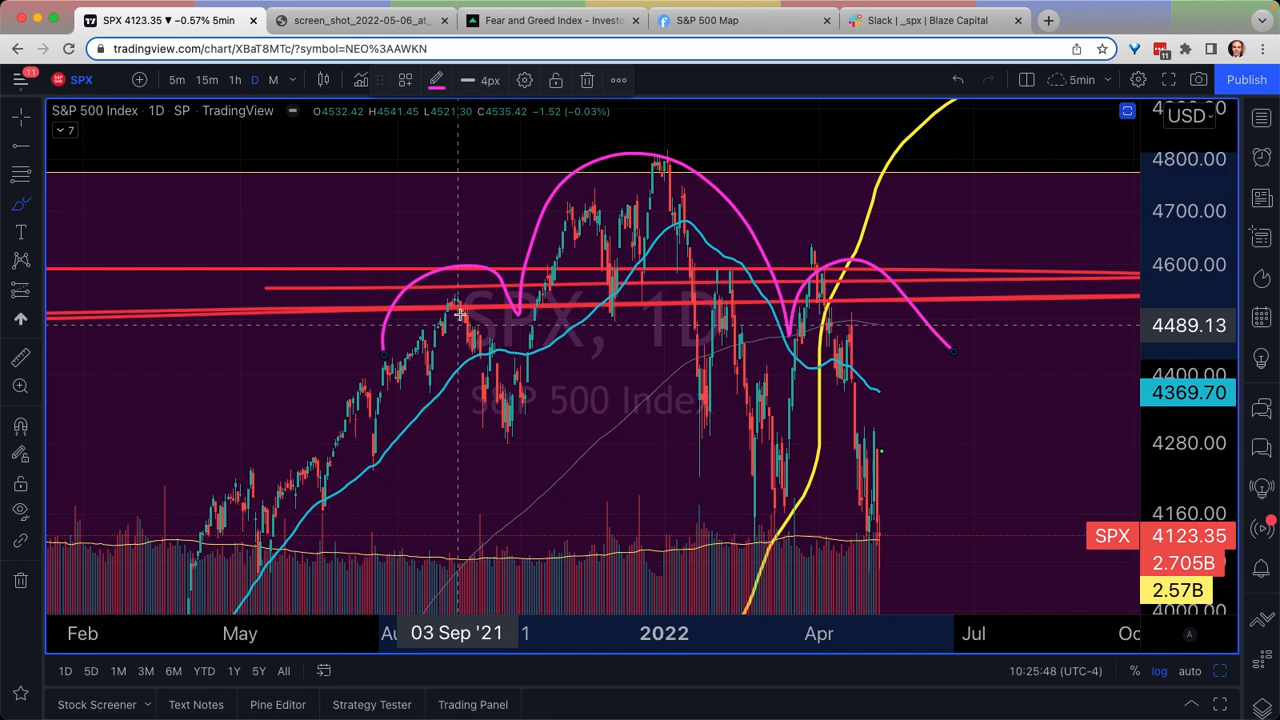 SPX 4123.35 ▼ −0.57% 5min
screen_shot_2022-05-06_at_
Fear and Greed Index - Investo
S&P 500 Map
Slack | _spx | Blaze Capital
tradingview.com/chart/XBaT8MTc/?symbol=NEO%3AAWKN
11
11
SPX
5m 15m 1h D M
4px
5min
Publish
S&P 500 Index · 1D · SP · TradingView
O4532.42 H4541.45 L4521.30 C4535.42 −1.52 (−0.03%)
7
USD
4800.00
4700.00
4600.00
4489.13
4400.00
4369.70
4280.00
4160.00
SPX 4123.35
2.705B
2.57B
4000.00
SPX, 1D
S&P 500 Index
Feb May Au 03 Sep '21 1 2022 Apr Jul Oc
A
1D 5D 1M 3M 6M YTD 1Y 5Y All
10:25:48 (UTC-4) % log auto
Stock Screener Text Notes Pine Editor Strategy Tester Trading Panel